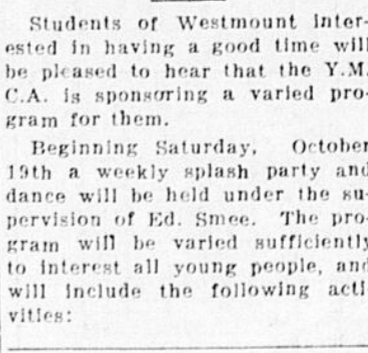 Students of Westmount inter-
ested in having a good time will
be pleased to hear that the Y.M.
C.A. is sponsoring a varied pro-
gram for them.
Beginning Saturday, October
19th a weekly splash party and
dance will be held under the su-
pervision of Ed. Smee. The pro-
gram will be varied sufficiently
to interest all young people, and
will include the following acti-
vities: